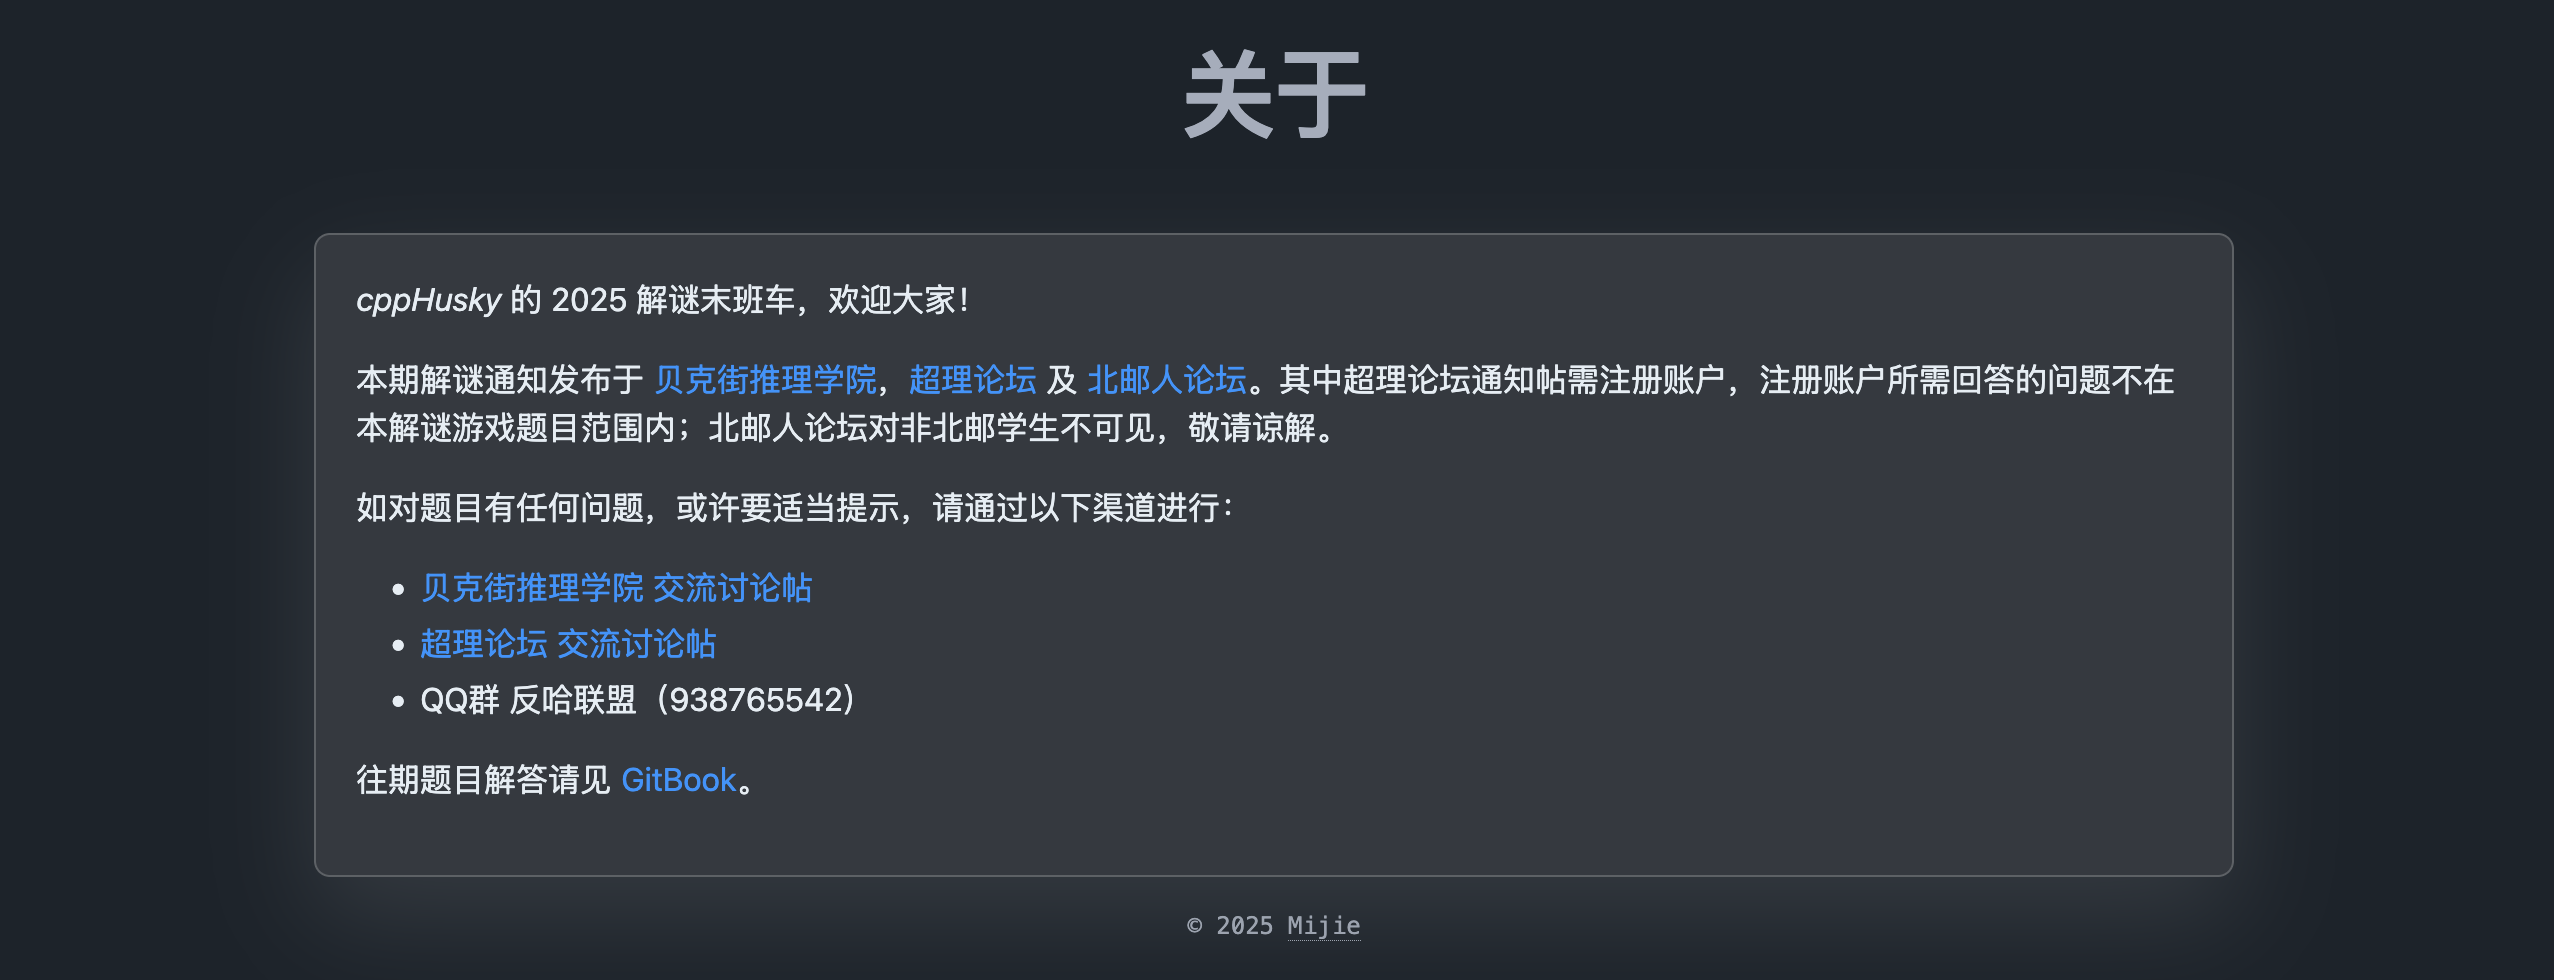 关于
cppHusky 的 2025 解谜末班车，欢迎大家！
本期解谜通知发布于 贝克街推理学院，超理论坛 及 北邮人论坛。其中超理论坛通知帖需注册账户，注册账户所需回答的问题不在
本解谜游戏题目范围内；北邮人论坛对非北邮学生不可见，敬请谅解。
如对题目有任何问题，或许要适当提示，请通过以下渠道进行：
• 贝克街推理学院 交流讨论帖
• 超理论坛 交流讨论帖
• QQ群 反哈联盟（938765542）
往期题目解答请见 GitBook。
© 2025 Mijie